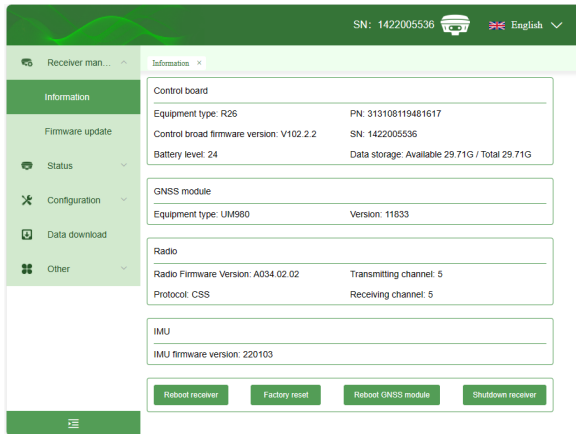 SN: 1422005536
English
Receiver man...
Information
Firmware update
Status
Configuration
Data download
Other
Information ×
Control board
Equipment type: R26
PN: 313108119481617
Control broad firmware version: V102.2.2
SN: 1422005536
Battery level: 24
Data storage: Available 29.71G / Total 29.71G
GNSS module
Equipment type: UM980
Version: 11833
Radio
Radio Firmware Version: A034.02.02
Transmitting channel: 5
Protocol: CSS
Receiving channel: 5
IMU
IMU firmware version: 220103
Reboot receiver
Factory reset
Reboot GNSS module
Shutdown receiver